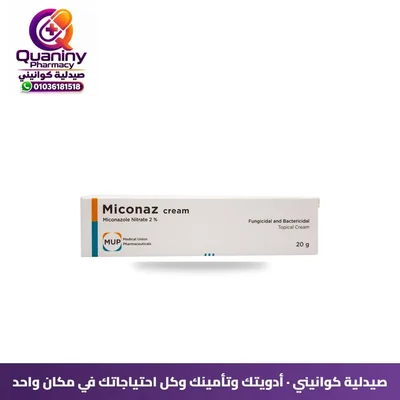 Quaniny
Pharmacy
صيدلية كوانيني
01036181518
Miconaz cream
Miconazole Nitrate 2 %
Fungicidal and Bactericidal
Topical Cream
MUP
Medical Union
Pharmaceuticals
20 g
صيدلية كوانيني - أدويتك وتأمينك وكل احتياجاتك في مكان واحد